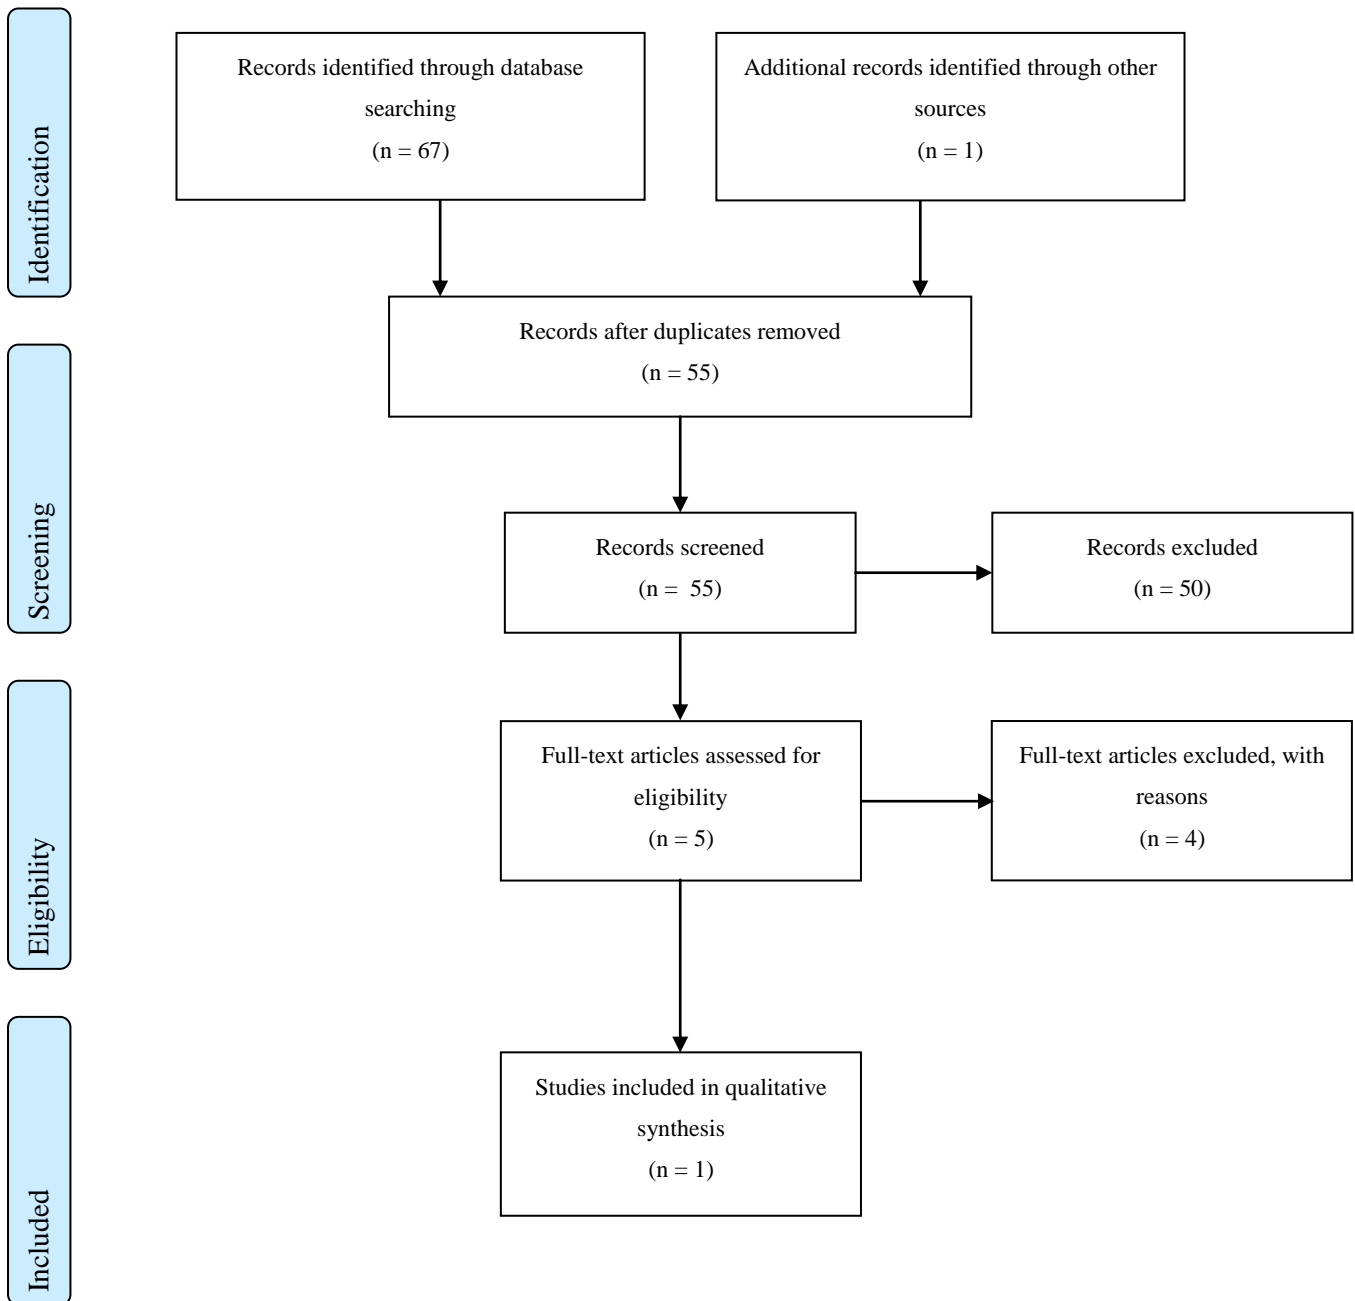 Identification
Records identified through database
searching
(n = 67)
Additional records identified through other
sources
(n = 1)
Records after duplicates removed
(n = 55)
Screening
Records screened
(n =  55)
Records excluded
(n = 50)
Eligibility
Full-text articles assessed for
eligibility
(n = 5)
Full-text articles excluded, with
reasons
(n = 4)
Included
Studies included in qualitative
synthesis
(n = 1)